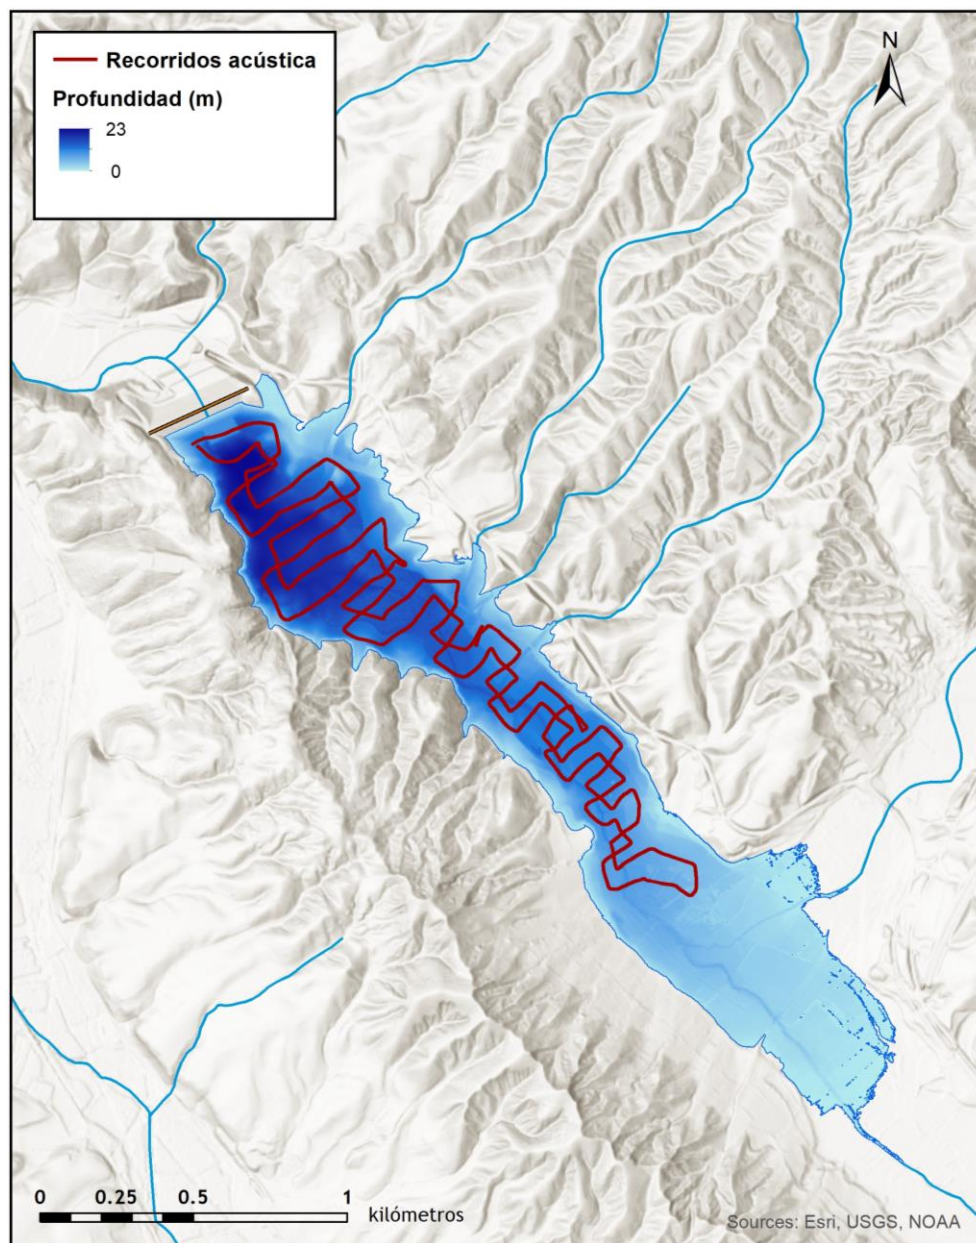 Recorridos acústica
Profundidad (m)
23
0
N
0 0.25 0.5 1
kilómetros
Sources: Esri, USGS, NOAA